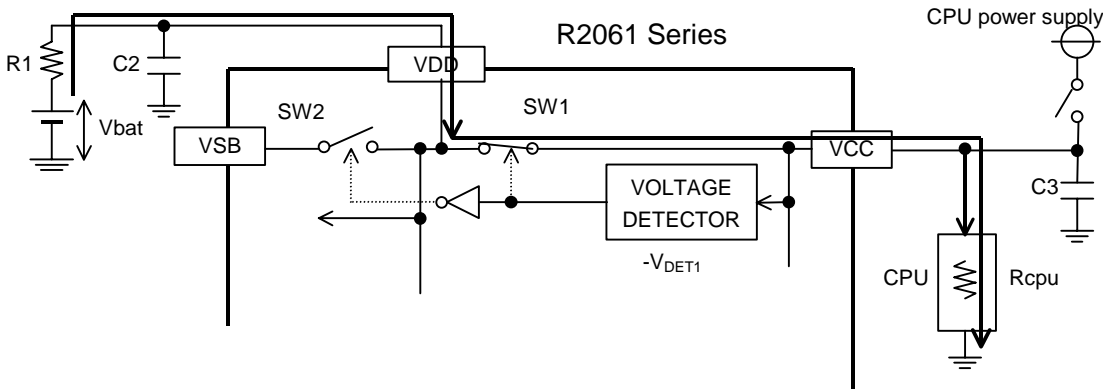 CPU power supply
R2061 Series
R1
C2
VDD
SW2
SW1
Vbat
VSB
VCC
C3
VOLTAGE
DETECTOR
-VDET1
CPU
Rcpu